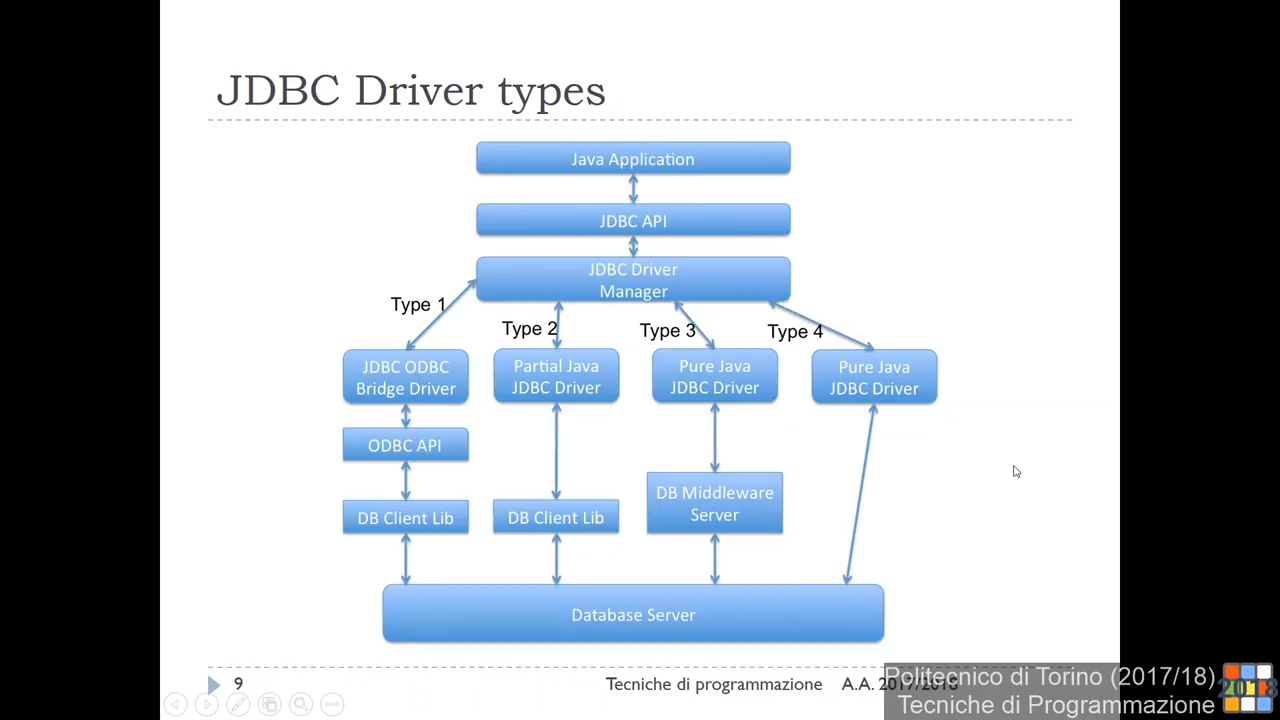 JDBC Driver types
Java Application
JDBC API
JDBC Driver
Manager
Type 1
Type 2
Type 3
Type 4
JDBC ODBC
Bridge Driver
Partial Java
JDBC Driver
Pure Java
JDBC Driver
Pure Java
JDBC Driver
ODBC API
DB Client Lib
DB Client Lib
DB Middleware
Server
Database Server
9
Tecniche di programmazione A.A. 2017/2018
Politecnico di Torino (2017/18)
Tecniche di Programmazione
2018